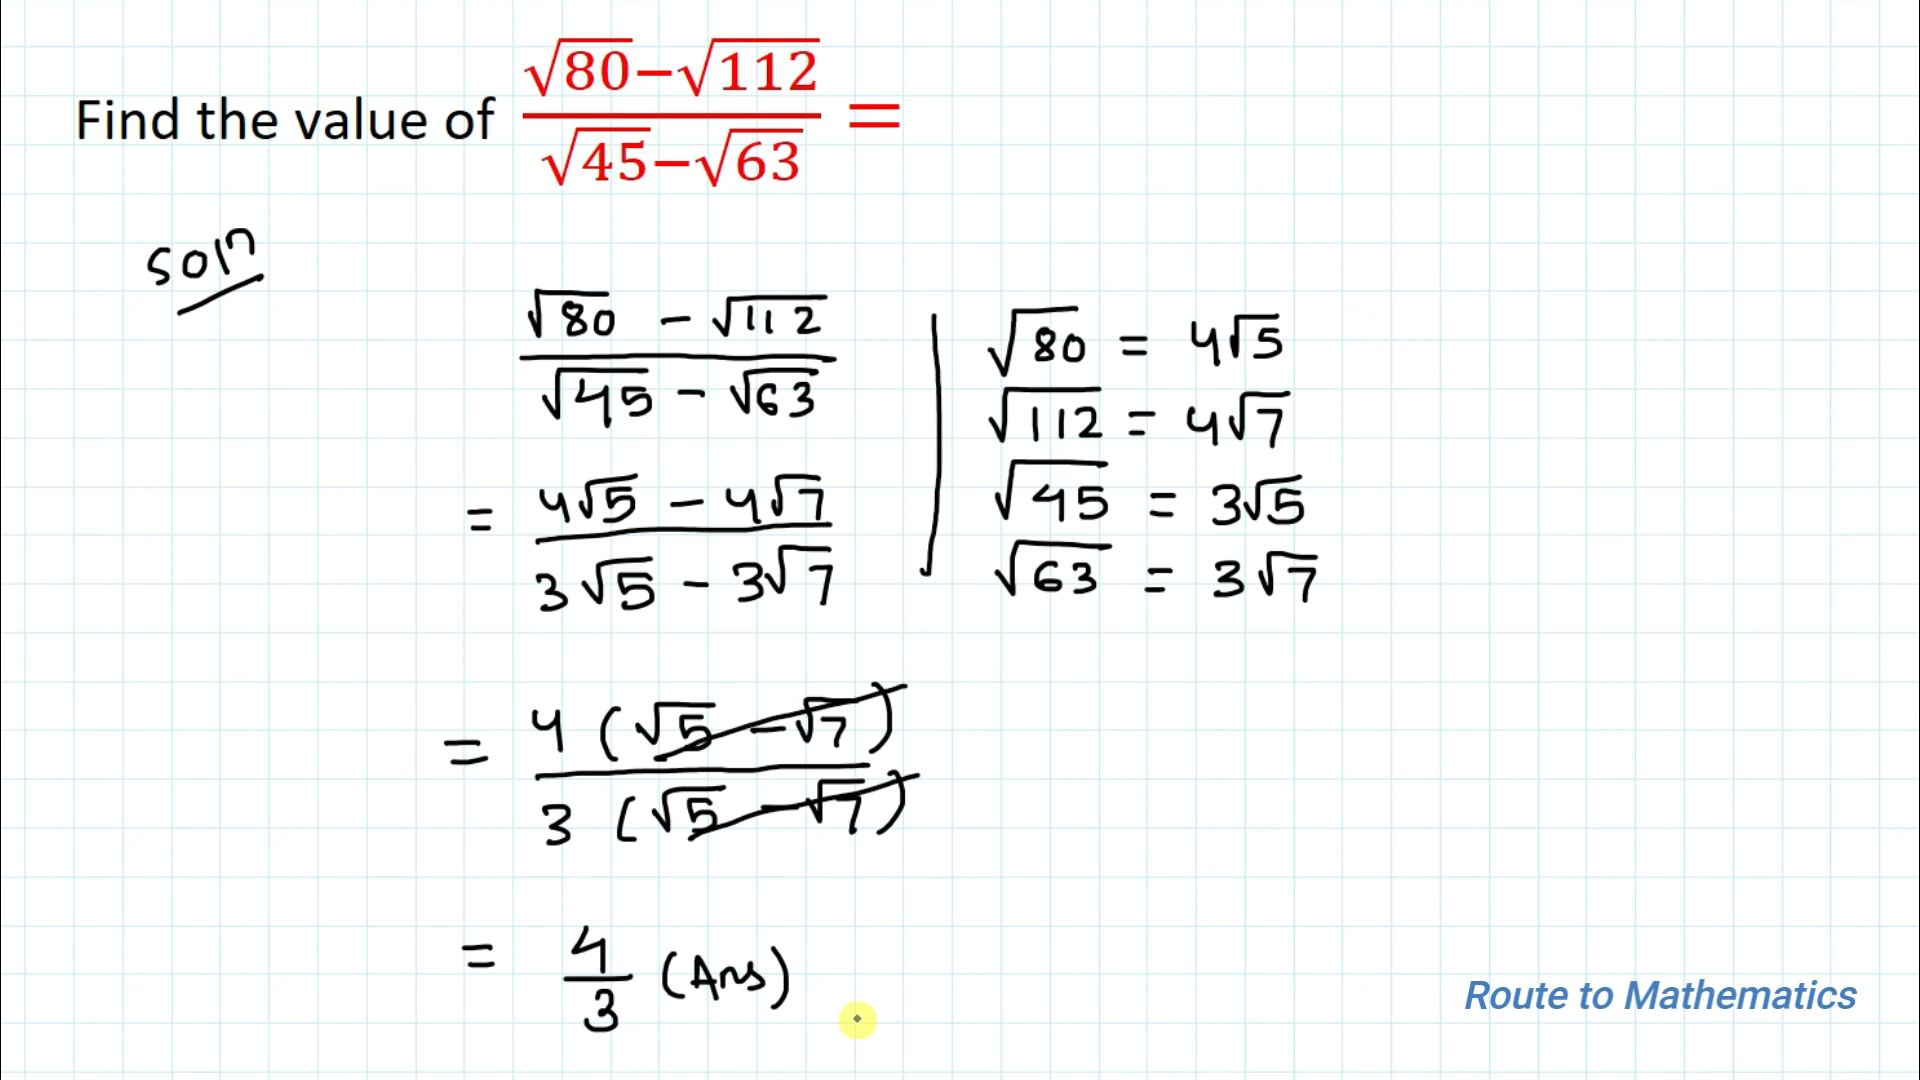 Find the value of (√80−√112)/(√45−√63) =
Soln
(√80 − √112)/(√45 − √63)
= (4√5 − 4√7)/(3√5 − 3√7)
= 4(√5 − √7)/3(√5 − √7)
= 4/3 (Ans)
√80 = 4√5
√112 = 4√7
√45 = 3√5
√63 = 3√7
Route to Mathematics